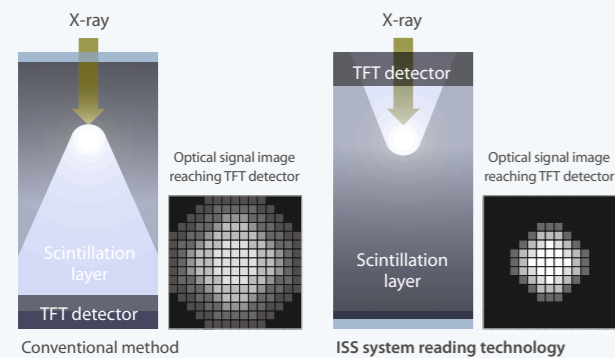 X-ray
Optical signal image
reaching TFT detector
Scintillation
layer
TFT detector
Conventional method
X-ray
TFT detector
Optical signal image
reaching TFT detector
Scintillation
layer
ISS system reading technology